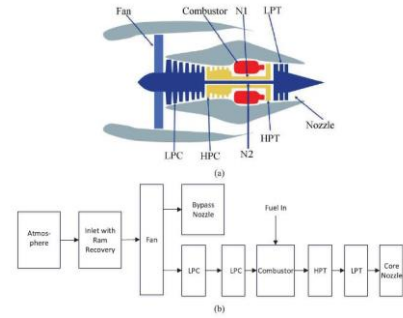 Fan
Combustor
N1
LPT
LPC
HPC
N2
HPT
Nozzle
(a)
Atmos-
phere
Inlet with
Ram
Recovery
Fan
Bypass
Nozzle
Fuel In
LPC
LPC
Combustor
HPT
LPT
Core
Nozzle
(b)